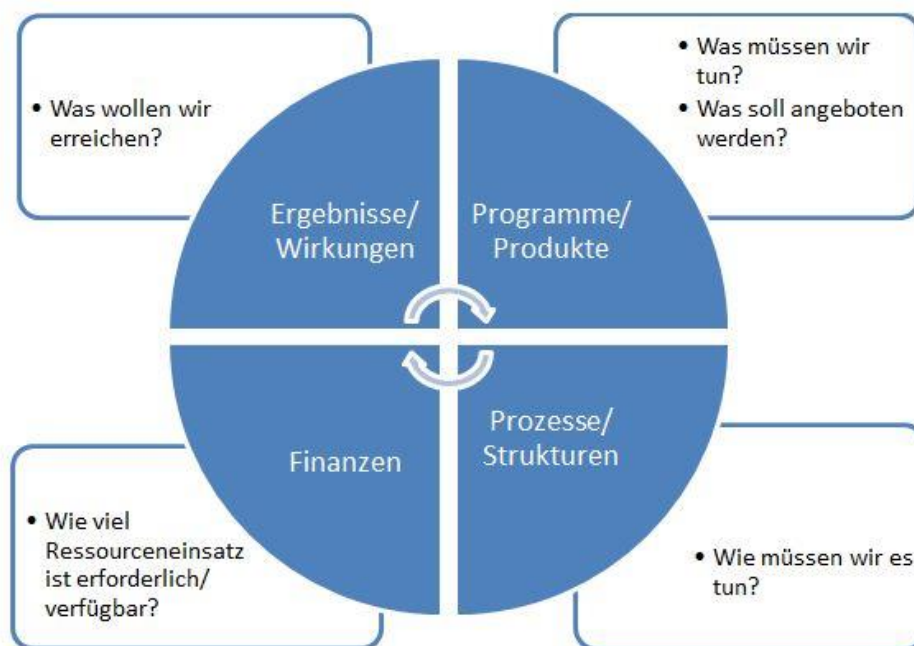 • Was wollen wir
erreichen?
• Was müssen wir
tun?
• Was soll angeboten
werden?
Ergebnisse/
Wirkungen
Programme/
Produkte
Finanzen
Prozesse/
Strukturen
• Wie viel
Ressourceneinsatz
ist erforderlich/
verfügbar?
• Wie müssen wir es
tun?